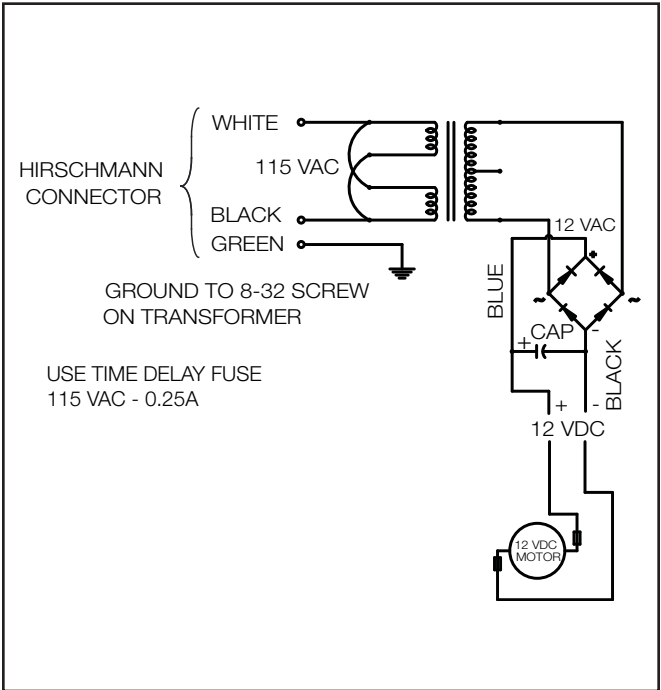 WHITE
HIRSCHMANN
CONNECTOR
115 VAC
BLACK
GREEN
12 VAC
+
~
~
-
GROUND TO 8-32 SCREW
ON TRANSFORMER
BLUE
+
CAP
BLACK
USE TIME DELAY FUSE
115 VAC - 0.25A
+
-
12 VDC
12 VDC
MOTOR